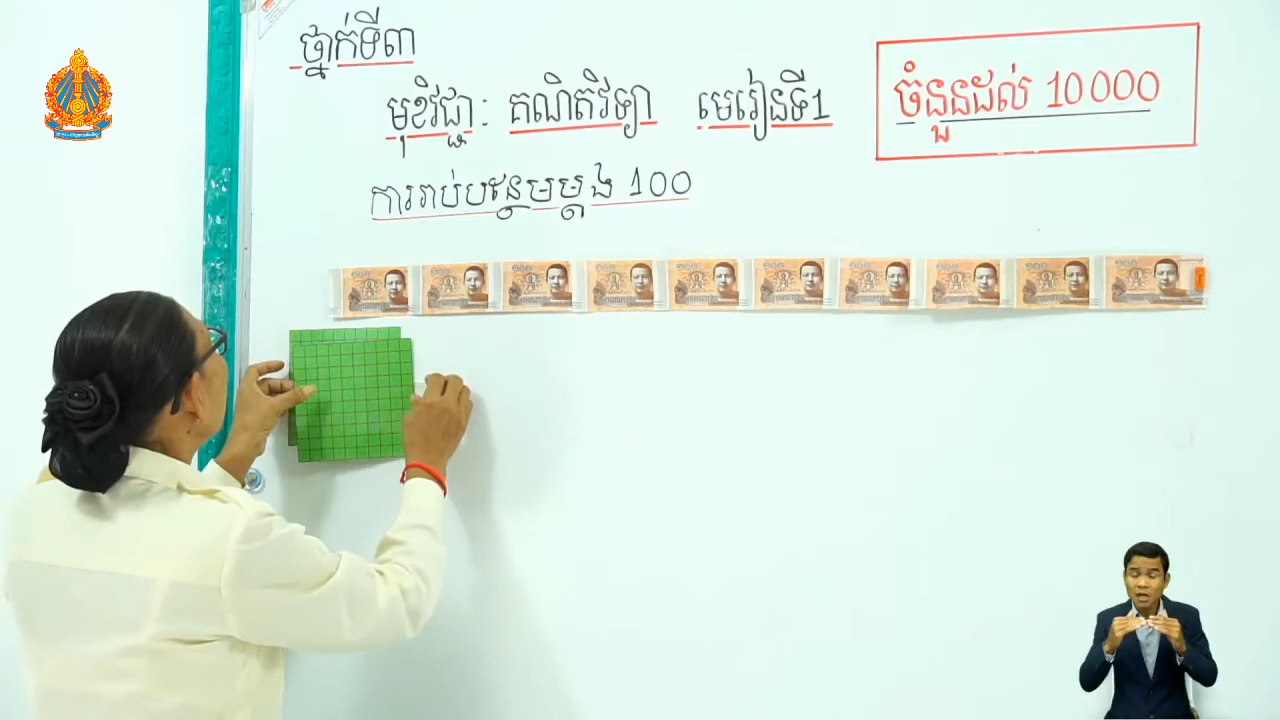 ថ្នាក់ទី៣
មុខវិជ្ជា : គណិតវិទ្យា មេរៀនទី1
ចំនួនដល់ 10000
ការរាប់បន្ថែមម្តង 100